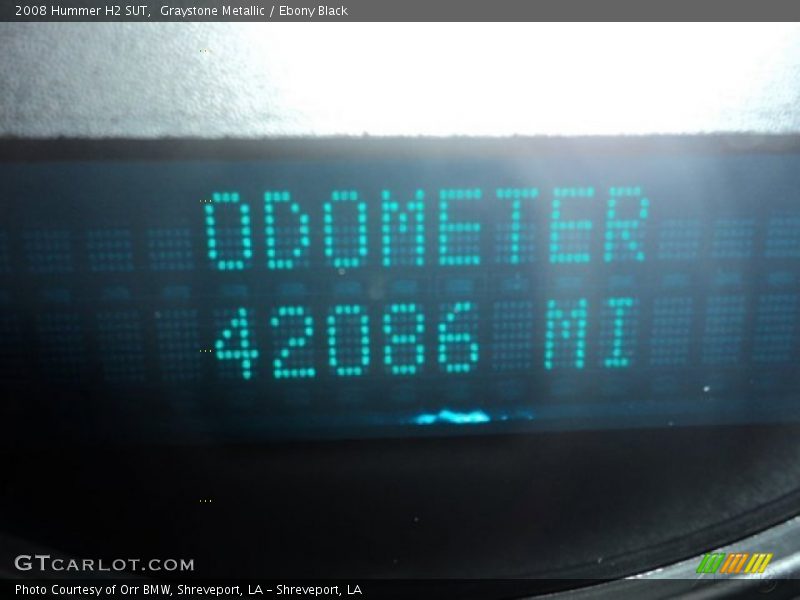 2008 Hummer H2 SUT,  Graystone Metallic / Ebony Black
ODOMETER
42086 MI
GTCARLOT.COM
Photo Courtesy of Orr BMW, Shreveport, LA - Shreveport, LA